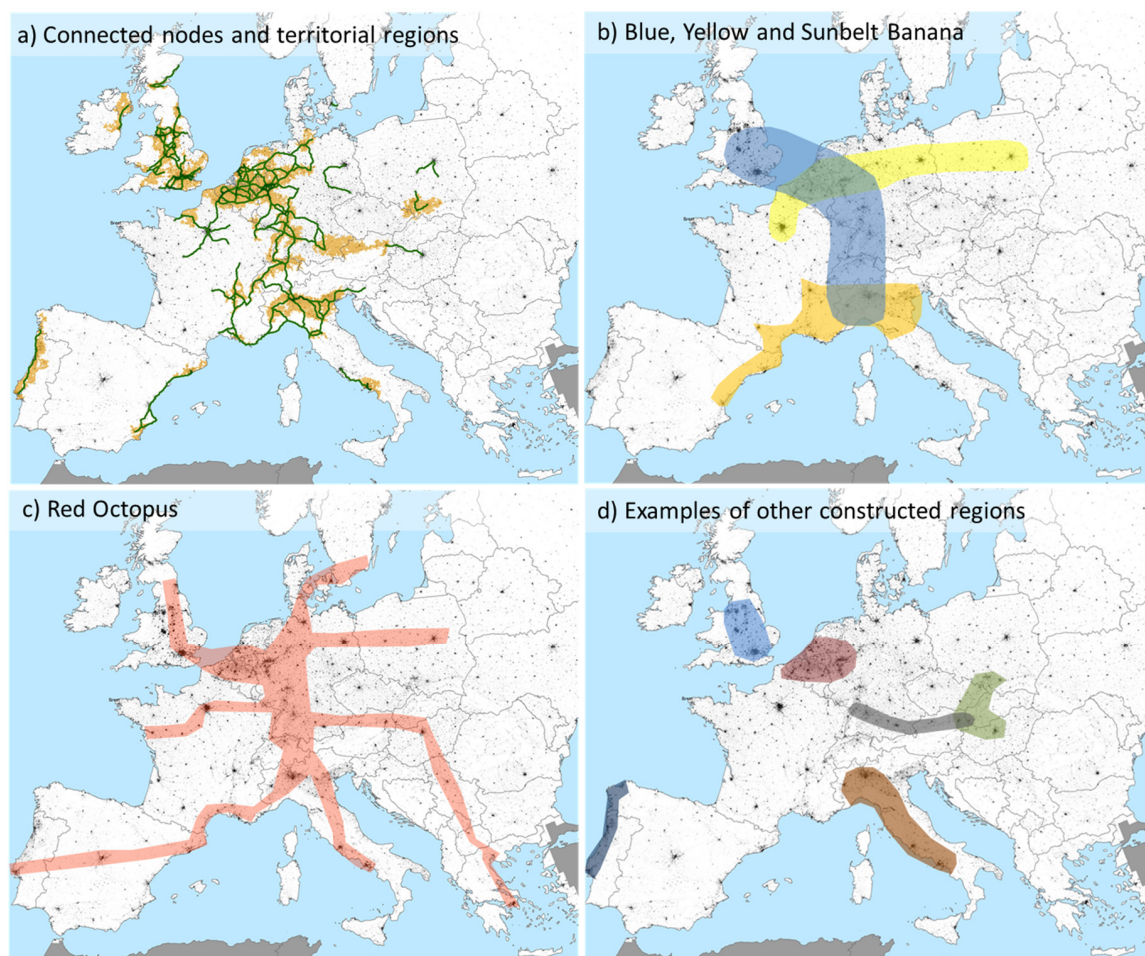 a) Connected nodes and territorial regions
b) Blue, Yellow and Sunbelt Banana
c) Red Octopus
d) Examples of other constructed regions